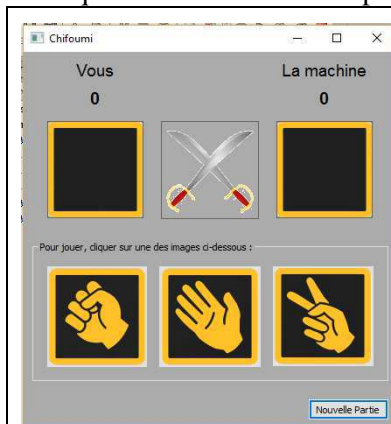 Chifoumi
Vous La machine
0 0
Pour jouer, cliquer sur une des images ci-dessous :
Nouvelle Partie